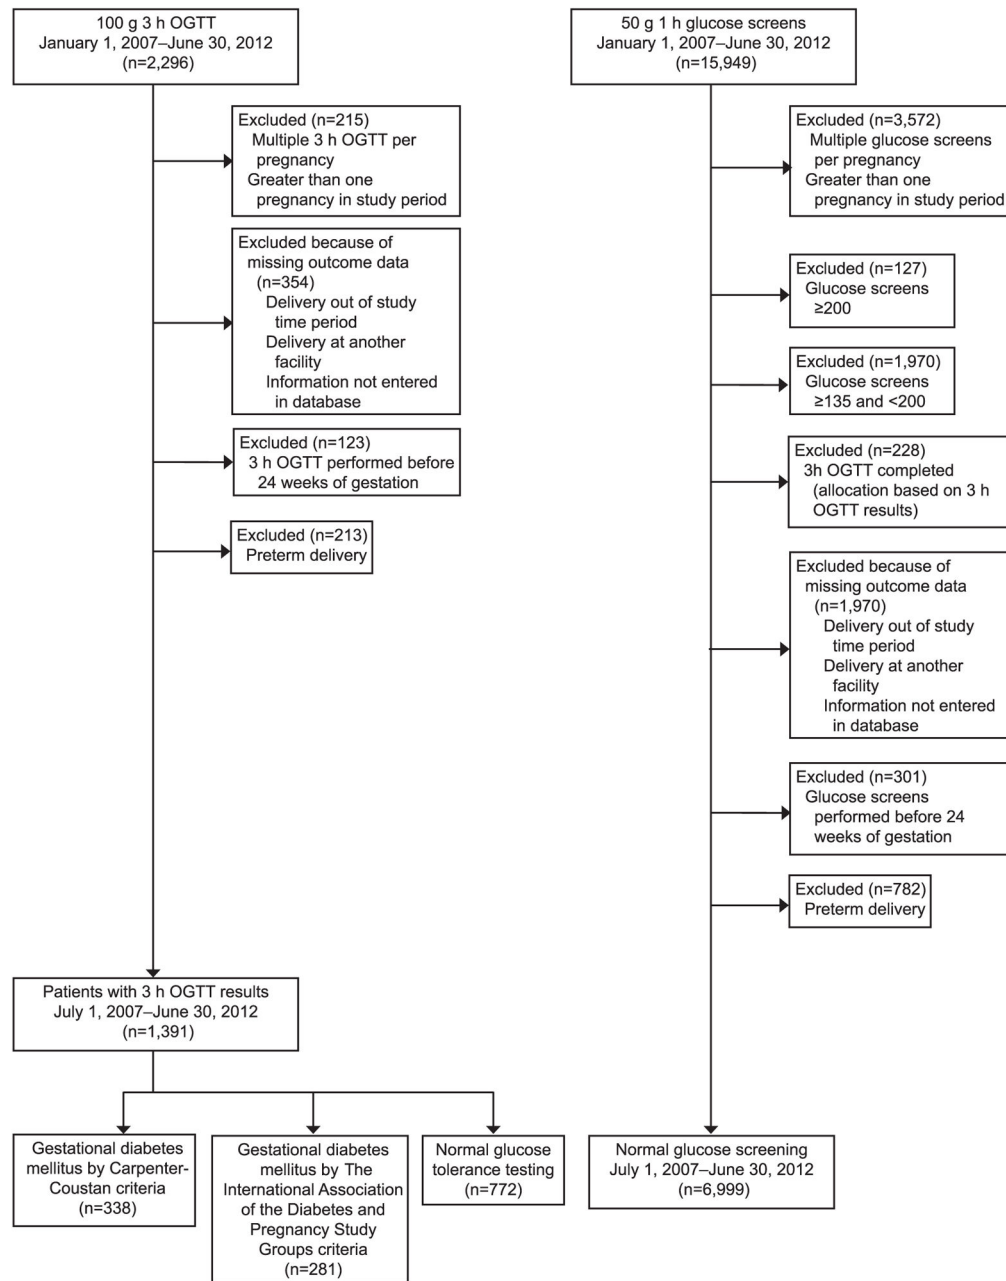 100 g 3 h OGTT
January 1, 2007–June 30, 2012
(n=2,296)
Excluded (n=215)
Multiple 3 h OGTT per
pregnancy
Greater than one
pregnancy in study period
Excluded because of
missing outcome data
(n=354)
Delivery out of study
time period
Delivery at another
facility
Information not entered
in database
Excluded (n=123)
3 h OGTT performed before
24 weeks of gestation
Excluded (n=213)
Preterm delivery
Patients with 3 h OGTT results
July 1, 2007–June 30, 2012
(n=1,391)
Gestational diabetes
mellitus by Carpenter-
Coustan criteria
(n=338)
Gestational diabetes
mellitus by The
International Association
of the Diabetes and
Pregnancy Study
Groups criteria
(n=281)
Normal glucose
tolerance testing
(n=772)
50 g 1 h glucose screens
January 1, 2007–June 30, 2012
(n=15,949)
Excluded (n=3,572)
Multiple glucose screens
per pregnancy
Greater than one
pregnancy in study period
Excluded (n=127)
Glucose screens
≥200
Excluded (n=1,970)
Glucose screens
≥135 and <200
Excluded (n=228)
3h OGTT completed
(allocation based on 3 h
OGTT results)
Excluded because of
missing outcome data
(n=1,970)
Delivery out of study
time period
Delivery at another
facility
Information not entered
in database
Excluded (n=301)
Glucose screens
performed before 24
weeks of gestation
Excluded (n=782)
Preterm delivery
Normal glucose screening
July 1, 2007–June 30, 2012
(n=6,999)